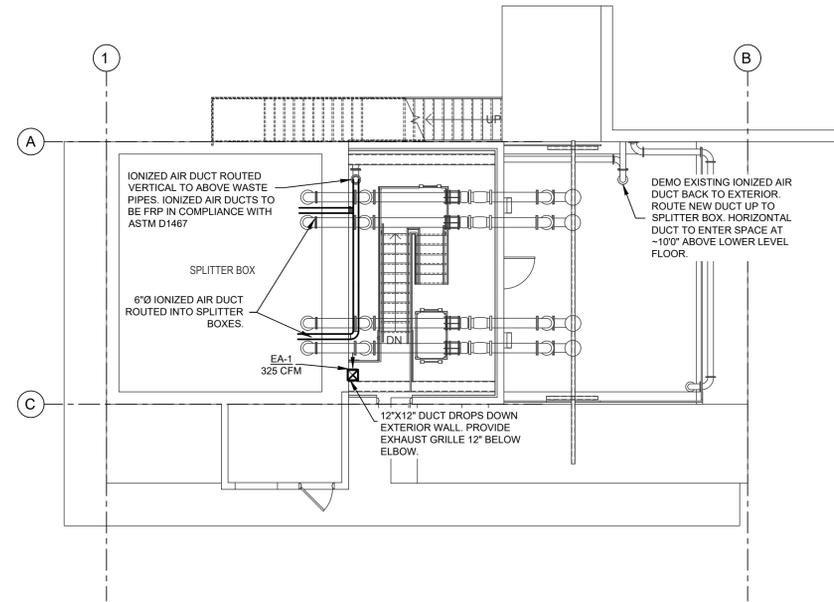 1
B
A
UP
IONIZED AIR DUCT ROUTED
VERTICAL TO ABOVE WASTE
PIPES. IONIZED AIR DUCTS TO
BE FRP IN COMPLIANCE WITH
ASTM D1467
DEMO EXISTING IONIZED AIR
DUCT BACK TO EXTERIOR.
ROUTE NEW DUCT UP TO
SPLITTER BOX. HORIZONTAL
DUCT TO ENTER SPACE AT
~10'0" ABOVE LOWER LEVEL
FLOOR.
SPLITTER BOX
6"Ø IONIZED AIR DUCT
ROUTED INTO SPLITTER
BOXES.
DN
EA-1
325 CFM
C
12"X12" DUCT DROPS DOWN
EXTERIOR WALL. PROVIDE
EXHAUST GRILLE 12" BELOW
ELBOW.